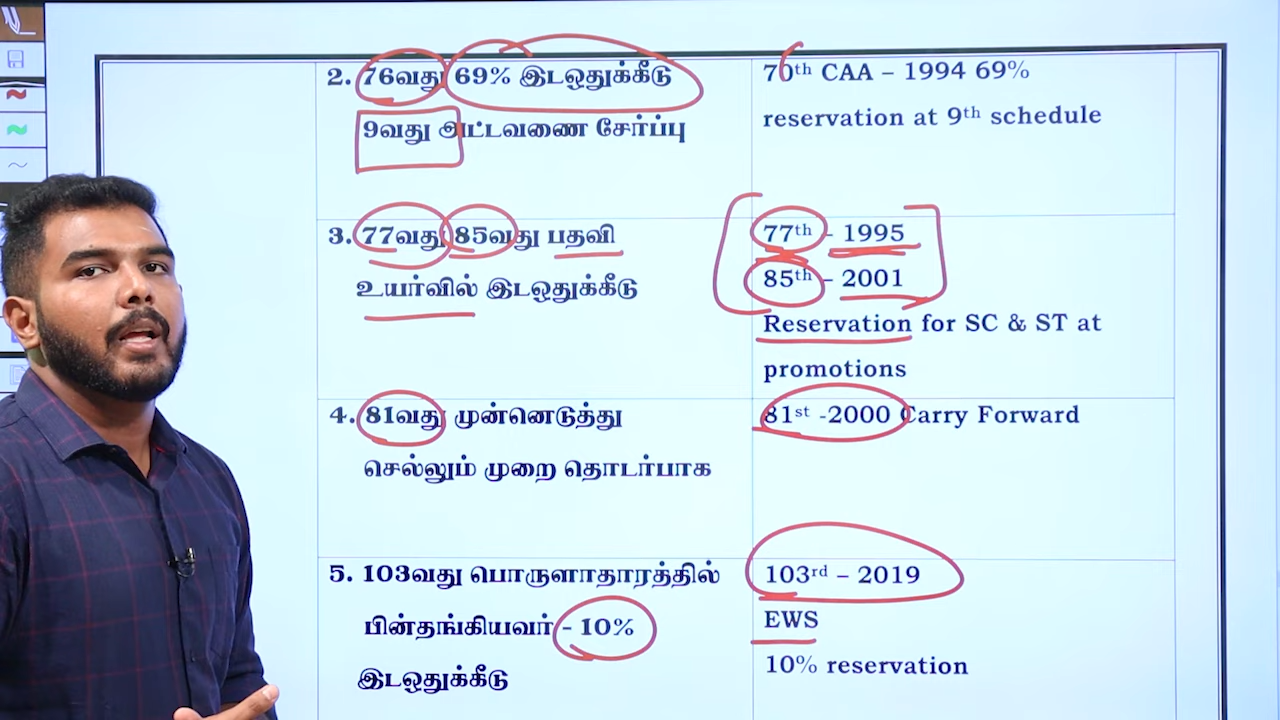 2. 76வது 69% இடஒதுக்கீடு
9வது அட்டவணை சேர்ப்பு
76th CAA – 1994 69%
reservation at 9th schedule
3. 77வது 85வது பதவி
உயர்வில் இடஒதுக்கீடு
77th - 1995
85th – 2001
Reservation for SC & ST at
promotions
4. 81வது முன்னெடுத்து
செல்லும் முறை தொடர்பாக
81st -2000 Carry Forward
5. 103வது பொருளாதாரத்தில்
பின்தங்கியவர் - 10%
இடஒதுக்கீடு
103rd – 2019
EWS
10% reservation